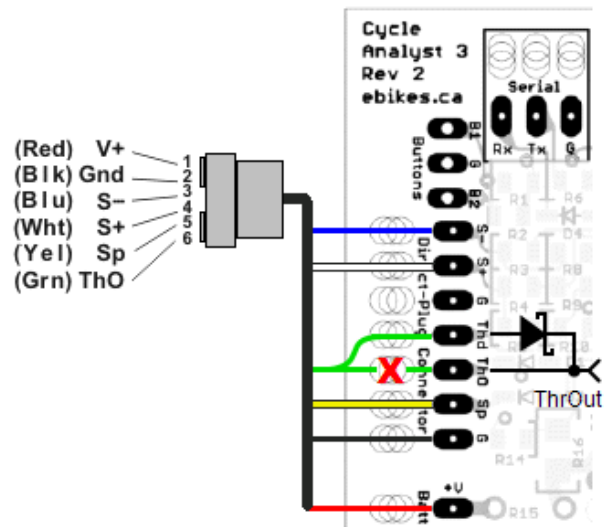 Cycle
Analyst 3
Rev 2
ebikes.ca
Serial
Rx Tx G
B1
G
B2
Buttons
(Red) V+ 1
(Blk) Gnd 2
(Blu) S- 3
(Wht) S+ 4
(Yel) Sp 5
(Grn) ThO 6
S-
S+
G
Thd
ThO
Sp
G
Direct-Plug Connector
X
ThrOut
+V
Batt
R1 R6
R2 D4
R3 R8
R4 R9
R14
R16
R15